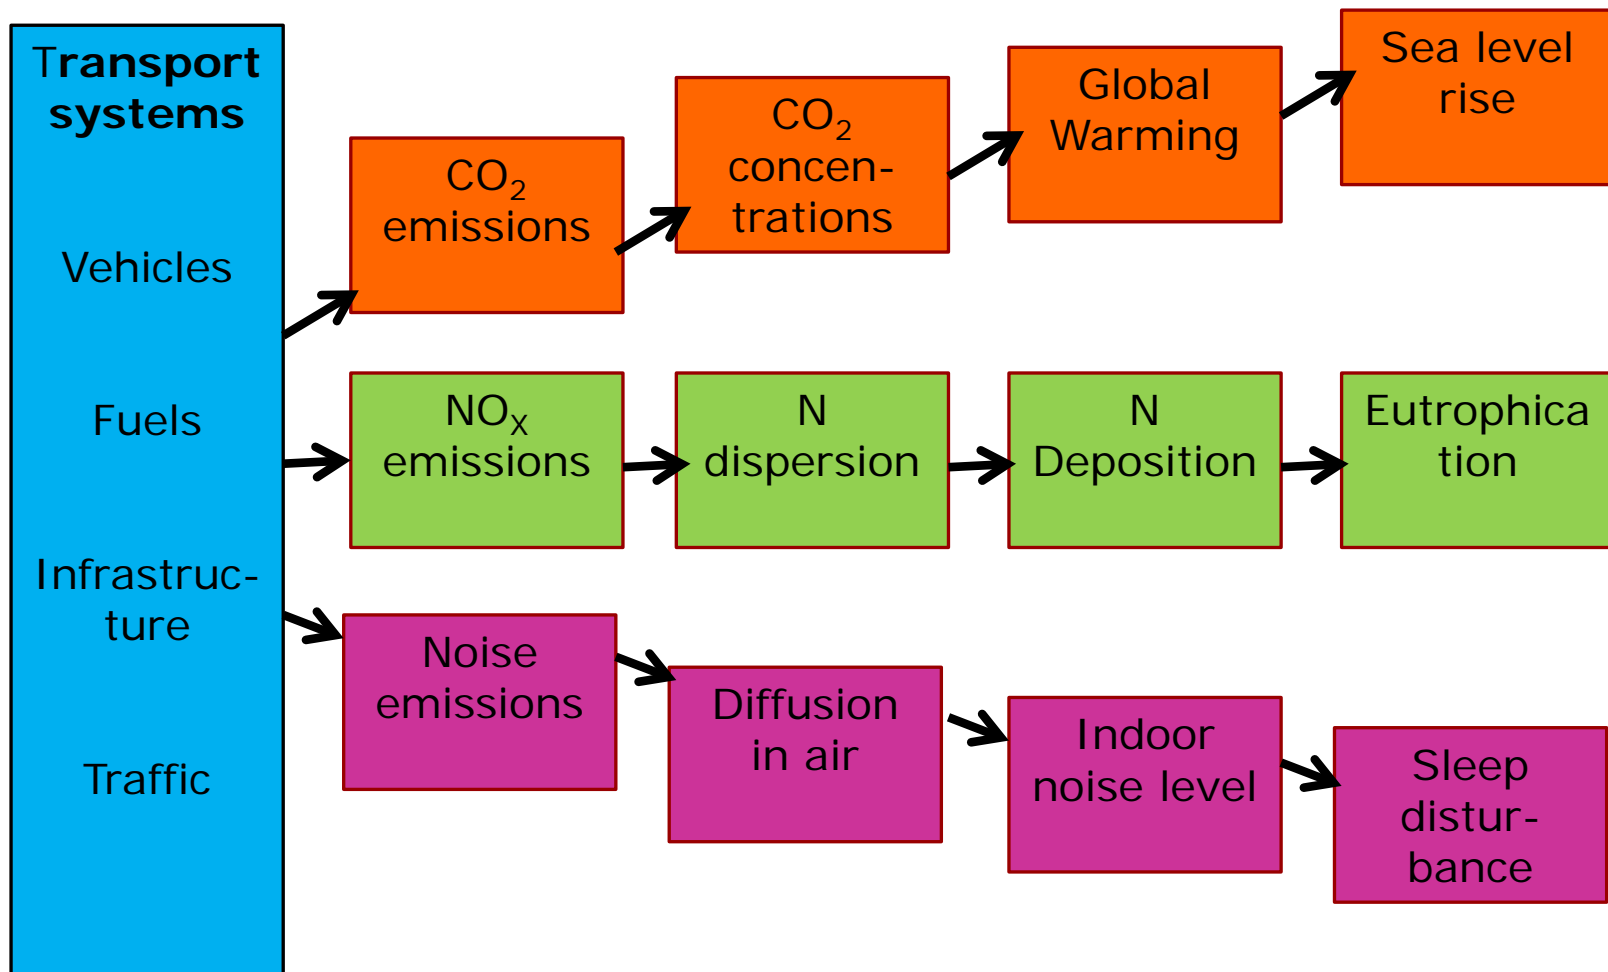 Transport
systems
Vehicles
Fuels
Infrastruc-
ture
Traffic
CO₂
emissions
CO₂
concen-
trations
Global
Warming
Sea level
rise
NOX
emissions
N
dispersion
N
Deposition
Eutrophica
tion
Noise
emissions
Diffusion
in air
Indoor
noise level
Sleep
distur-
bance